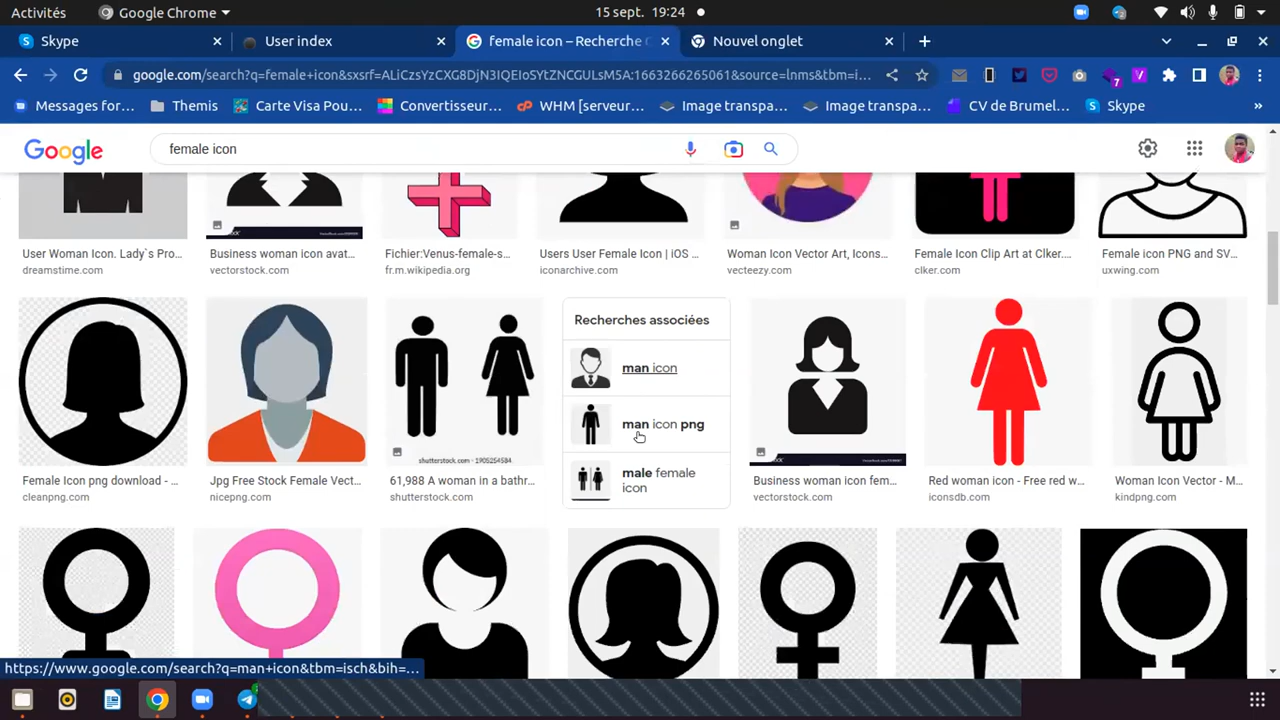 Activités
Google Chrome
15 sept. 19:24
Skype
User index
female icon – Recherche G
Nouvel onglet
google.com/search?q=female+icon&sxsrf=ALiCzsYzCXG8DjN3IQEIoSYtZNCGULsM5A:1663266265061&source=lnms&tbm=i...
7
Messages for...
Themis
Carte Visa Pou...
Convertisseur...
WHM [serveur...
Image transpa...
Image transpa...
CV de Brumel...
Skype
»
Google
female icon
User Woman Icon. Lady`s Pro...
dreamstime.com
Business woman icon avat...
vectorstock.com
Fichier:Venus-female-s...
fr.m.wikipedia.org
Users User Female Icon | iOS ...
iconarchive.com
Woman Icon Vector Art, Icons...
vecteezy.com
Female Icon Clip Art at Clker....
clker.com
Female icon PNG and SV...
uxwing.com
shutterstock.com · 1905254584
Recherches associées
man icon
man icon png
male female
icon
Female Icon png download - ...
cleanpng.com
Jpg Free Stock Female Vect...
nicepng.com
61,988 A woman in a bathr...
shutterstock.com
Business woman icon fem...
vectorstock.com
Red woman icon - Free red w...
iconsdb.com
Woman Icon Vector - M...
kindpng.com
https://www.google.com/search?q=man+icon&tbm=isch&bih=...